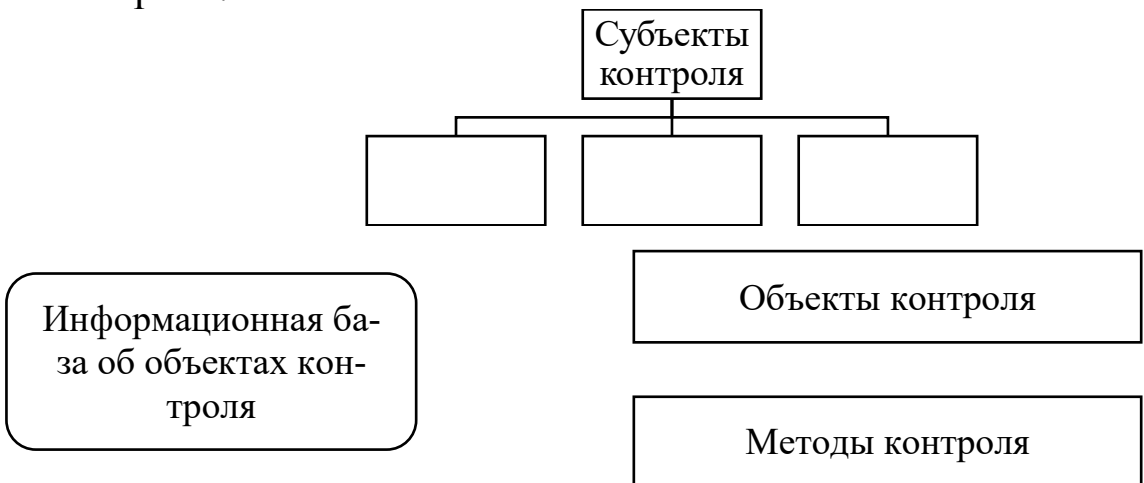 Субъекты
контроля
Информационная ба-
за об объектах кон-
троля
Объекты контроля
Методы контроля